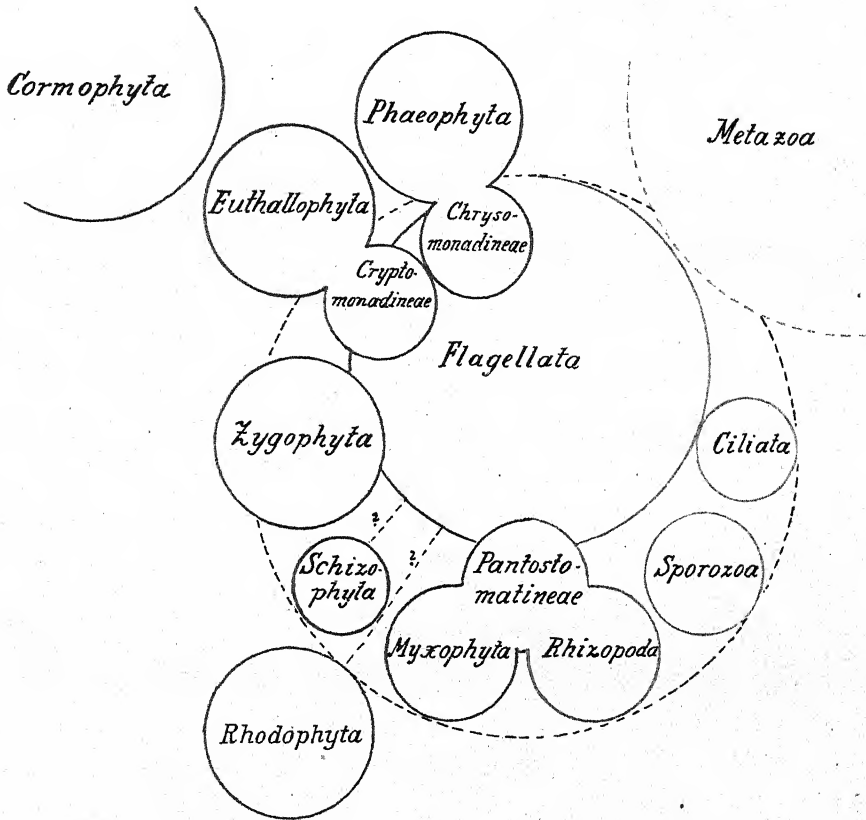 Cormophyta
Phaeophyta
Metazoa
Euthallophyta
Chryso-
monadineae
Crypto-
monadineae
Flagellata
Zygophyta
Ciliata
?
?
Schizo-
phyta
Pantosto-
matineae
Sporozoa
Myxophyta
Rhizopoda
Rhodophyta